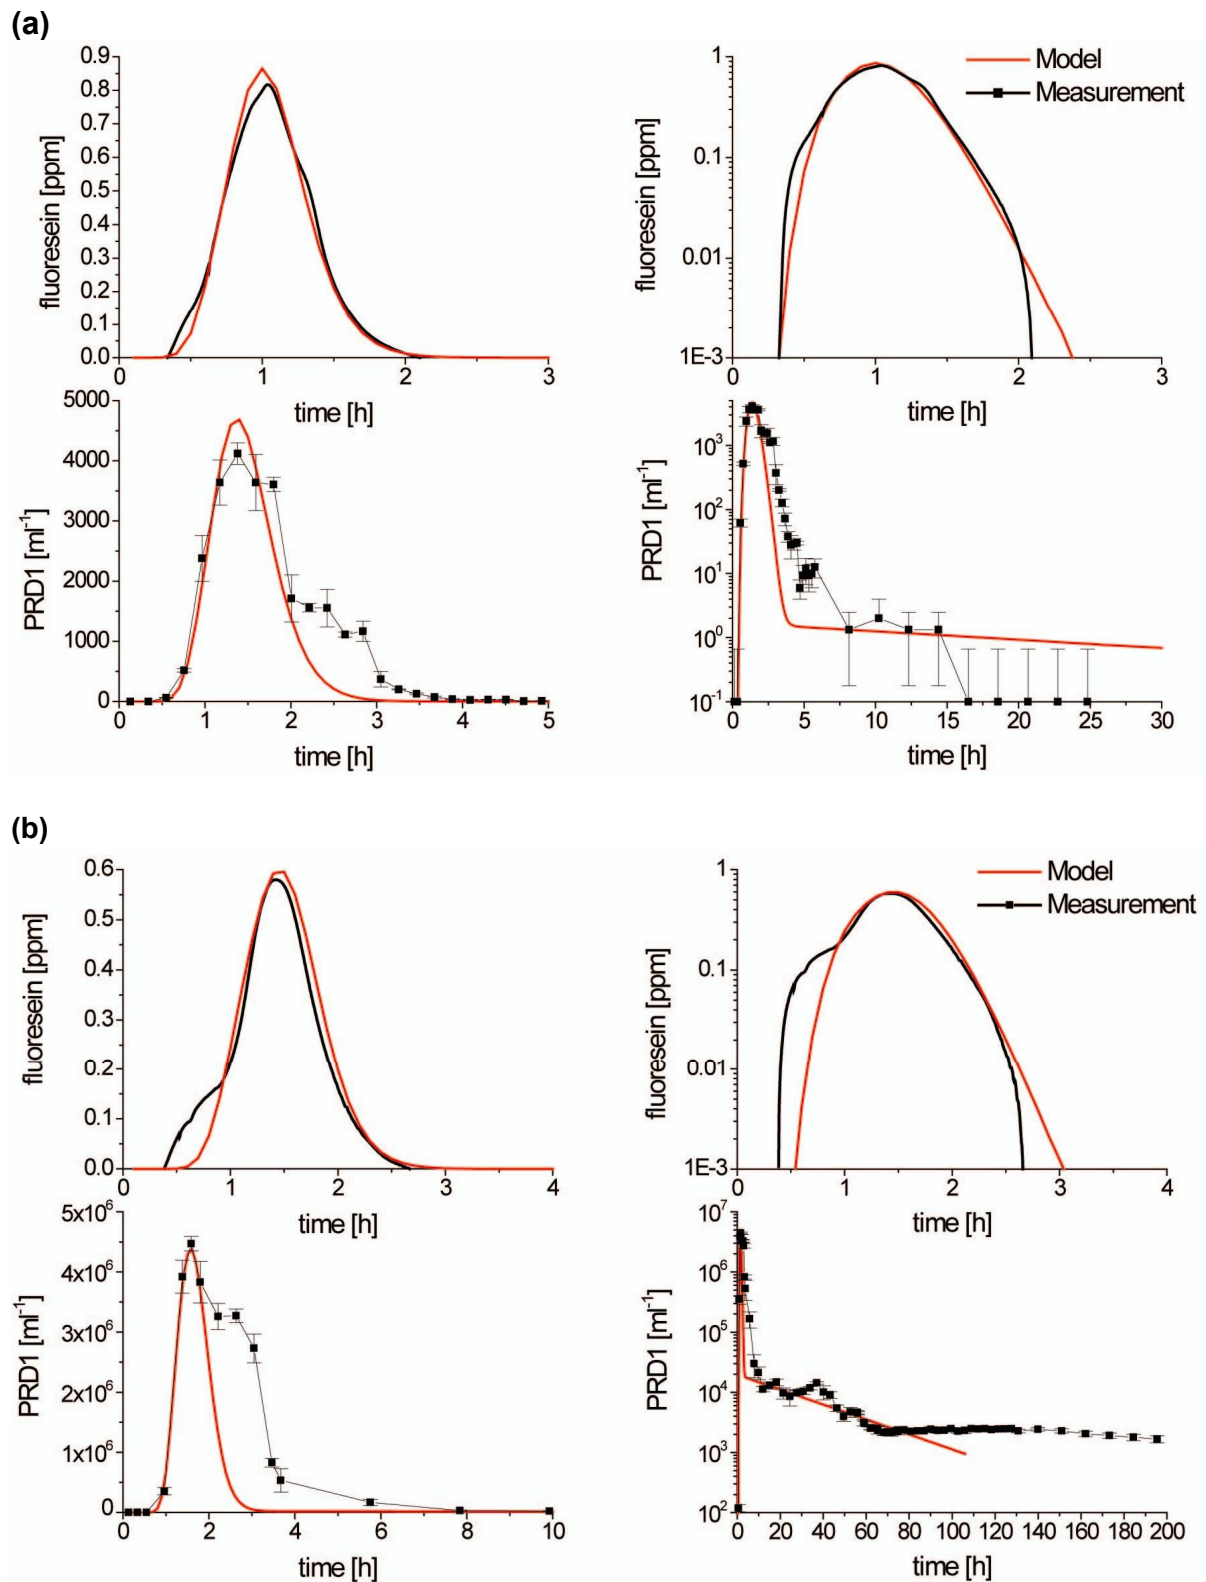 (a)
0.9
0.8
0.7
0.6
0.5
0.4
0.3
0.2
0.1
0.0
fluoresein [ppm]
0 1 2 3
time [h]
1
0.1
0.01
1E-3
fluoresein [ppm]
0 1 2 3
time [h]
Model
Measurement
5000
4000
3000
2000
1000
0
PRD1 [ml-1]
0 1 2 3 4 5
time [h]
10³
10²
10¹
10⁰
10⁻¹
PRD1 [ml-1]
0 5 10 15 20 25 30
time [h]
(b)
0.6
0.5
0.4
0.3
0.2
0.1
0.0
fluoresein [ppm]
0 1 2 3 4
time [h]
1
0.1
0.01
1E-3
fluoresein [ppm]
0 1 2 3 4
time [h]
Model
Measurement
5x10⁶
4x10⁶
3x10⁶
2x10⁶
1x10⁶
0
PRD1 [ml-1]
0 2 4 6 8 10
time [h]
10⁷
10⁶
10⁵
10⁴
10³
10²
PRD1 [ml-1]
0 20 40 60 80 100 120 140 160 180 200
time [h]